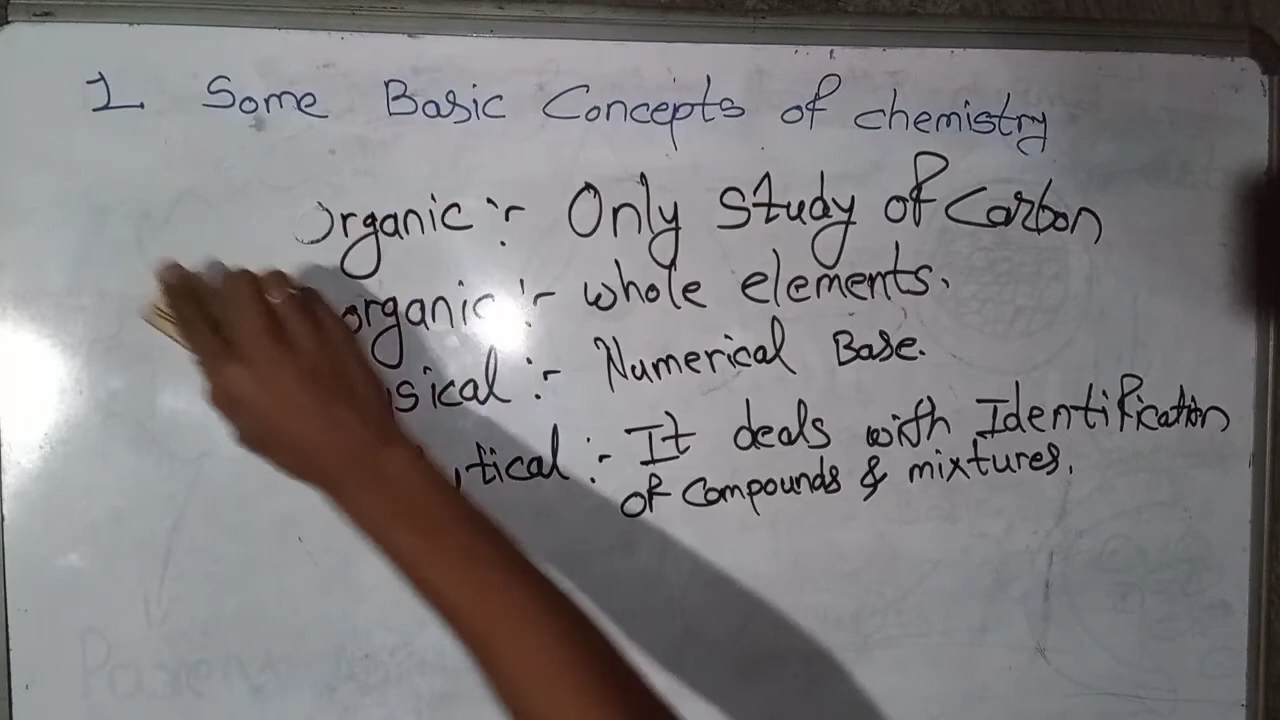 1 Some Basic Concepts of chemistry
Organic :- Only Study of Carbon
organic :- whole elements.
sical :- Numerical Base.
tical :- It deals with Identification
of Compounds & mixtures.